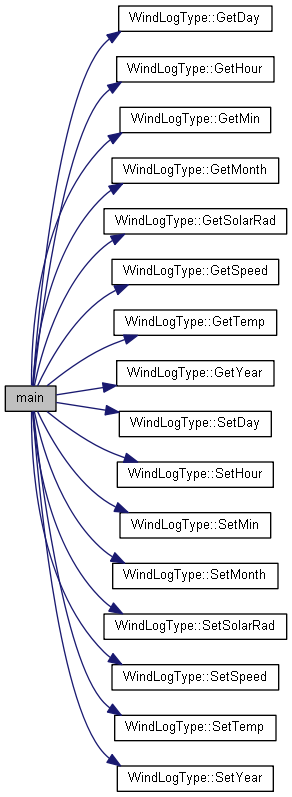 WindLogType::GetDay
WindLogType::GetHour
WindLogType::GetMin
WindLogType::GetMonth
WindLogType::GetSolarRad
WindLogType::GetSpeed
WindLogType::GetTemp
WindLogType::GetYear
main
WindLogType::SetDay
WindLogType::SetHour
WindLogType::SetMin
WindLogType::SetMonth
WindLogType::SetSolarRad
WindLogType::SetSpeed
WindLogType::SetTemp
WindLogType::SetYear